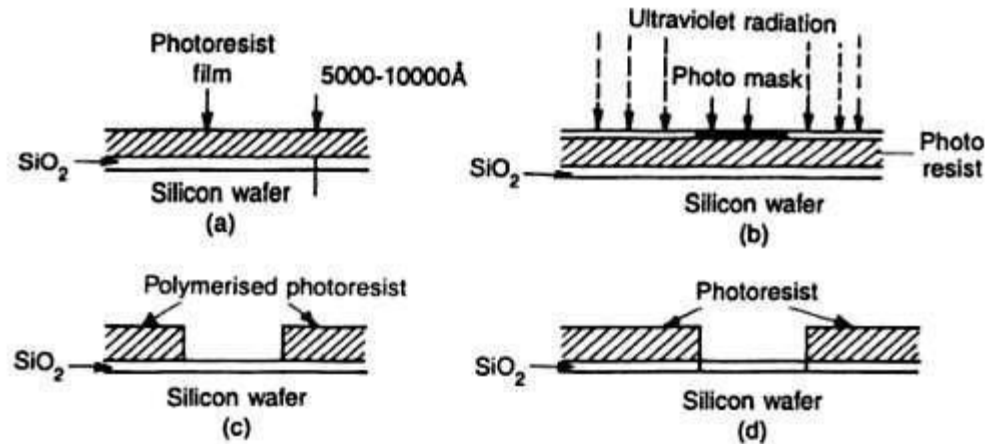 Photoresist
film
5000-10000Å
SiO2
Silicon wafer
(a)
Ultraviolet radiation
Photo mask
Photo
resist
SiO2
Silicon wafer
(b)
Polymerised photoresist
SiO2
Silicon wafer
(c)
Photoresist
SiO2
Silicon wafer
(d)